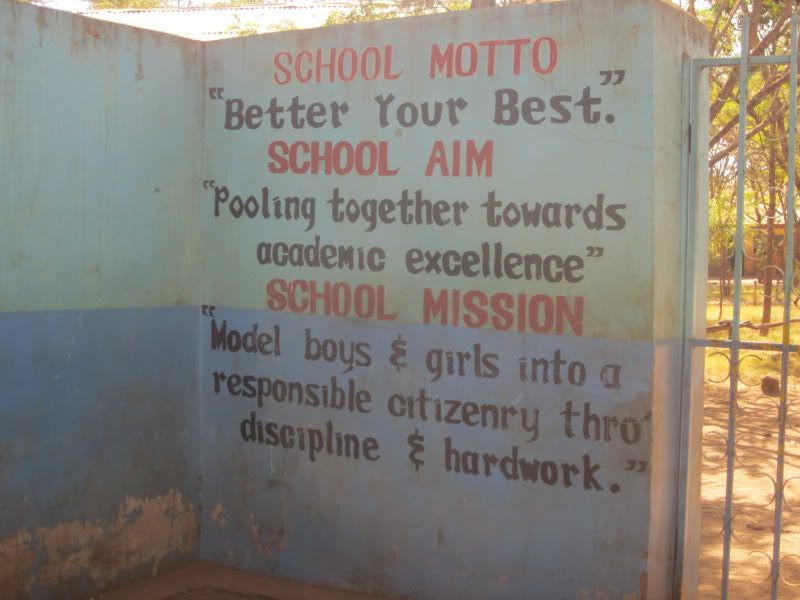 SCHOOL MOTTO
"Better Your Best."
SCHOOL AIM
"Pooling together towards
academic excellence"
SCHOOL MISSION
"Model boys & girls into a
responsible citizenry thro'
discipline & hardwork."